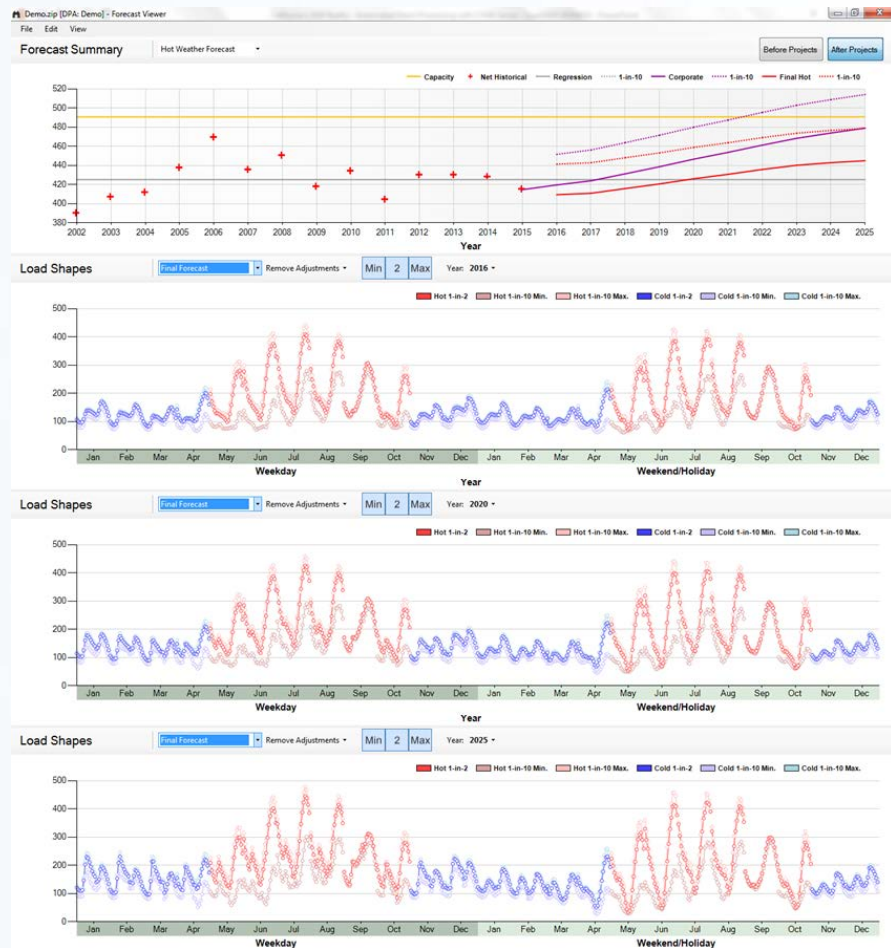 Demo.zip [DPA: Demo] - Forecast Viewer
File Edit View
Forecast Summary Hot Weather Forecast Before Projects After Projects
Capacity Net Historical Regression 1-in-10 Corporate 1-in-10 Final Hot 1-in-10
520
500
480
460
440
420
400
380
2002 2003 2004 2005 2006 2007 2008 2009 2010 2011 2012 2013 2014 2015 2016 2017 2018 2019 2020 2021 2022 2023 2024 2025
Year
Load Shapes Final Forecast Remove Adjustments Min 2 Max Year: 2016
Hot 1-in-2 Hot 1-in-10 Min. Hot 1-in-10 Max. Cold 1-in-2 Cold 1-in-10 Min. Cold 1-in-10 Max.
500
400
300
200
100
0
Jan Feb Mar Apr May Jun Jul Aug Sep Oct Nov Dec Jan Feb Mar Apr May Jun Jul Aug Sep Oct Nov Dec
Weekday Weekend/Holiday
Year
Load Shapes Final Forecast Remove Adjustments Min 2 Max Year: 2020
Hot 1-in-2 Hot 1-in-10 Min. Hot 1-in-10 Max. Cold 1-in-2 Cold 1-in-10 Min. Cold 1-in-10 Max.
500
400
300
200
100
0
Jan Feb Mar Apr May Jun Jul Aug Sep Oct Nov Dec Jan Feb Mar Apr May Jun Jul Aug Sep Oct Nov Dec
Weekday Weekend/Holiday
Year
Load Shapes Final Forecast Remove Adjustments Min 2 Max Year: 2025
Hot 1-in-2 Hot 1-in-10 Min. Hot 1-in-10 Max. Cold 1-in-2 Cold 1-in-10 Min. Cold 1-in-10 Max.
500
400
300
200
100
0
Jan Feb Mar Apr May Jun Jul Aug Sep Oct Nov Dec Jan Feb Mar Apr May Jun Jul Aug Sep Oct Nov Dec
Weekday Weekend/Holiday